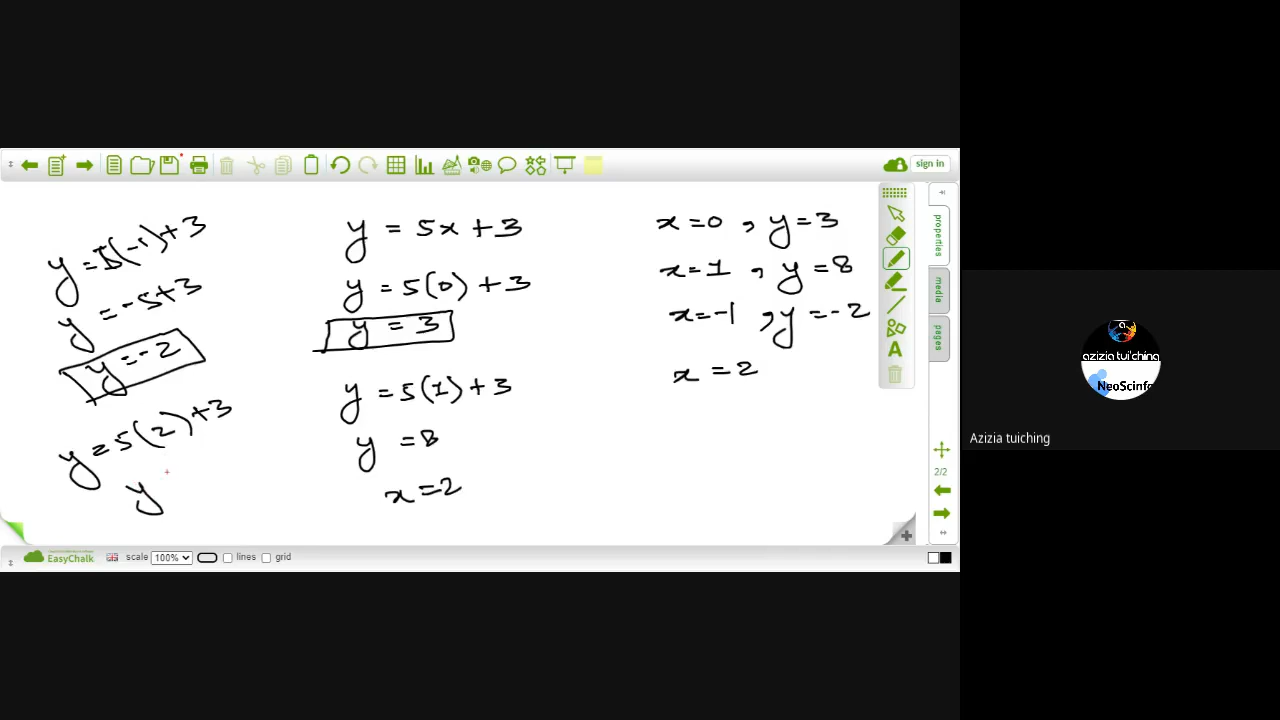 sign in
y = 5(-1)+3
y = -5+3
y = -2
y = 5(2)+3
y
y = 5x+3
y = 5(0)+3
y = 3
y = 5(1)+3
y = 8
x = 2
x=0 , y=3
x=1 , y=8
x=-1 , y=-2
x = 2
properties
media
pages
2/2
EasyChalk
scale 100% lines grid
azizia tui'ching
NeoScinfo
Azizia tuiching